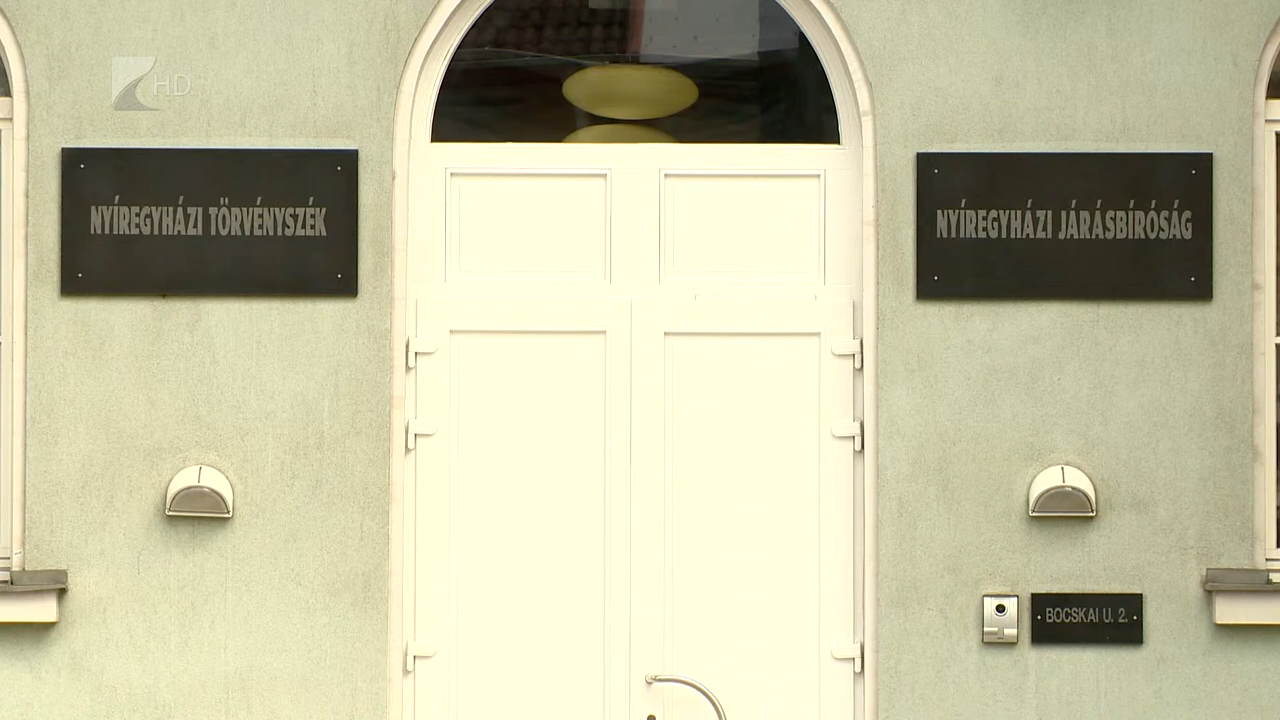 HD
NYÍREGYHÁZI TÖRVÉNYSZÉK
NYÍREGYHÁZI JÁRÁSBÍRÓSÁG
BOCSKAI U. 2.